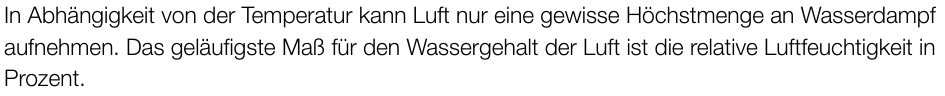 In Abhängigkeit von der Temperatur kann Luft nur eine gewisse Höchstmenge an Wasserdampf
aufnehmen. Das geläufigste Maß für den Wassergehalt der Luft ist die relative Luftfeuchtigkeit in
Prozent.